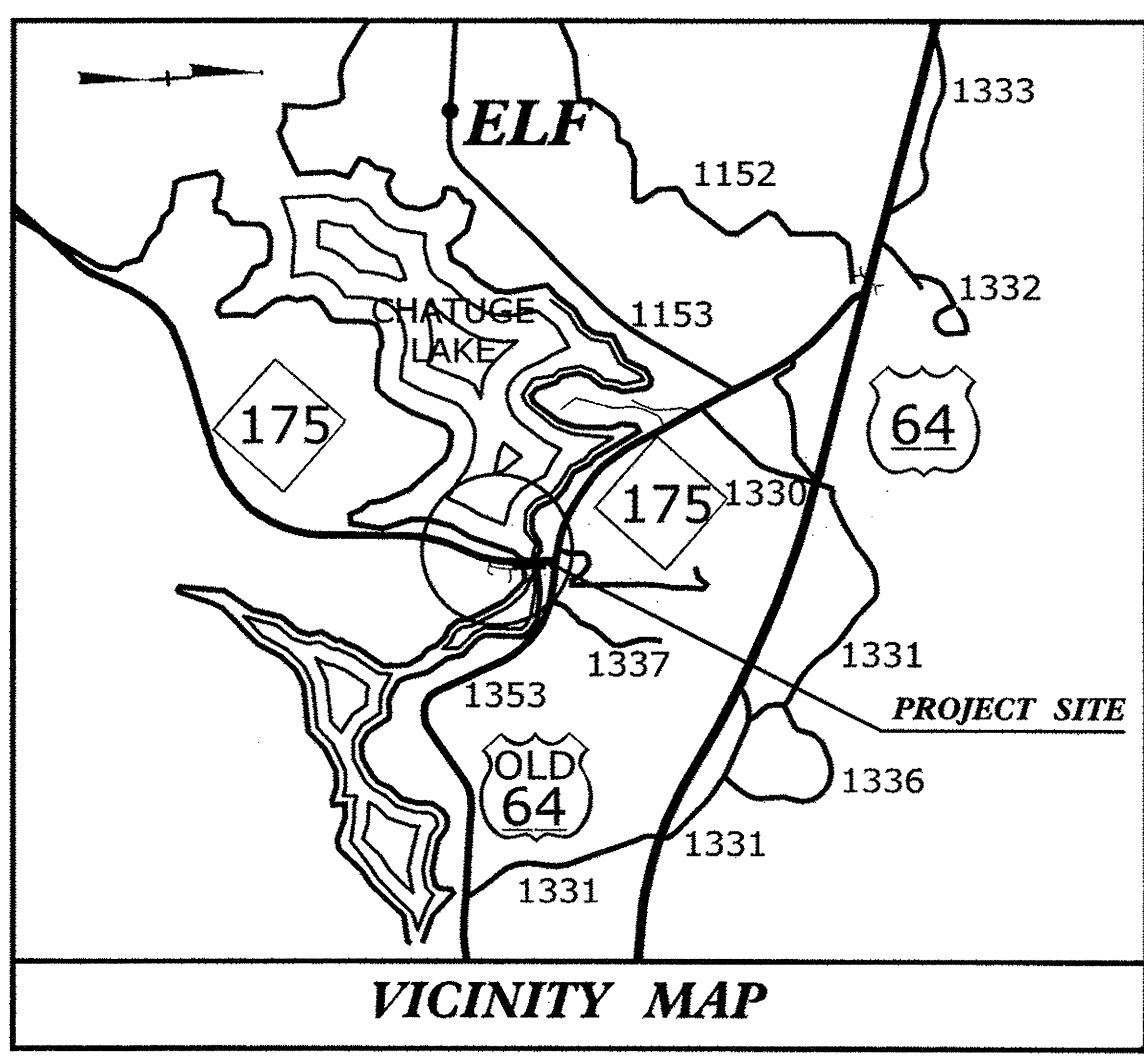 1333
ELF
1152
1332
1153
CHATUGE
LAKE
175
64
175
1330
1331
1337
1353
PROJECT SITE
OLD
64
1336
1331
1331
VICINITY MAP